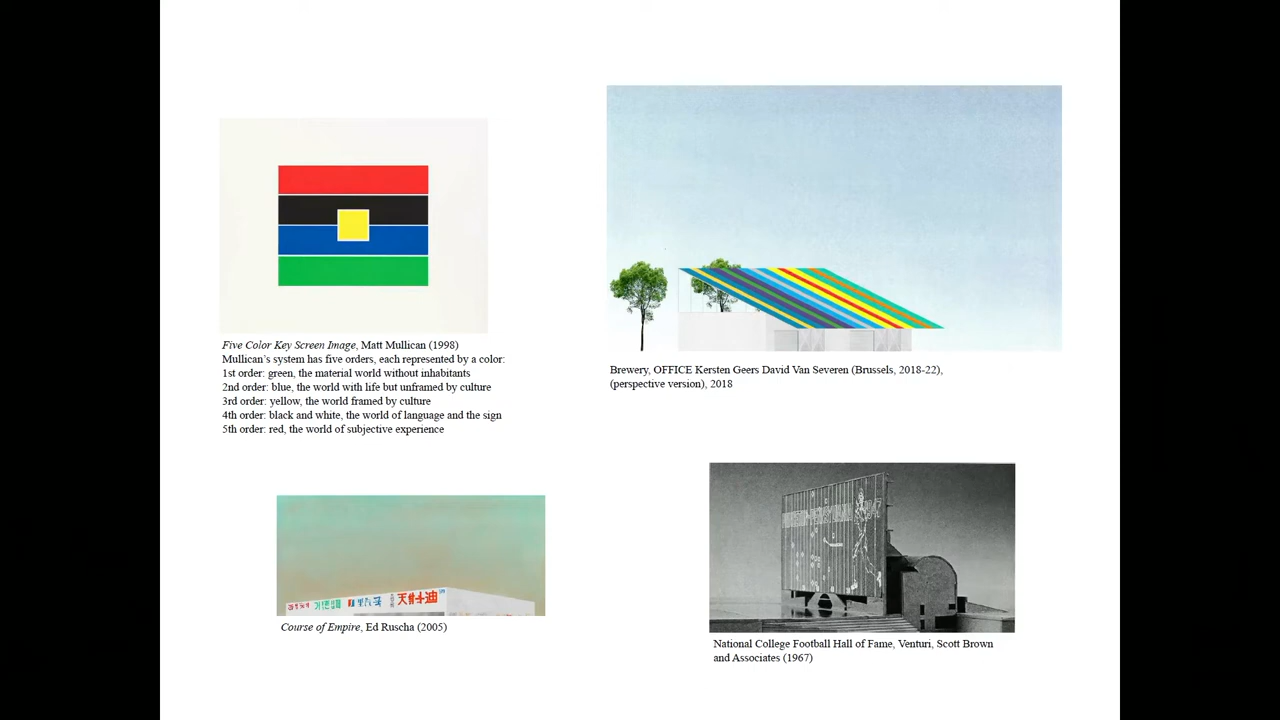 Five Color Key Screen Image, Matt Mullican (1998)
Mullican's system has five orders, each represented by a color:
1st order: green, the material world without inhabitants
2nd order: blue, the world with life but unframed by culture
3rd order: yellow, the world framed by culture
4th order: black and white, the world of language and the sign
5th order: red, the world of subjective experience
Brewery, OFFICE Kersten Geers David Van Severen (Brussels, 2018-22),
(perspective version), 2018
Course of Empire, Ed Ruscha (2005)
National College Football Hall of Fame, Venturi, Scott Brown
and Associates (1967)